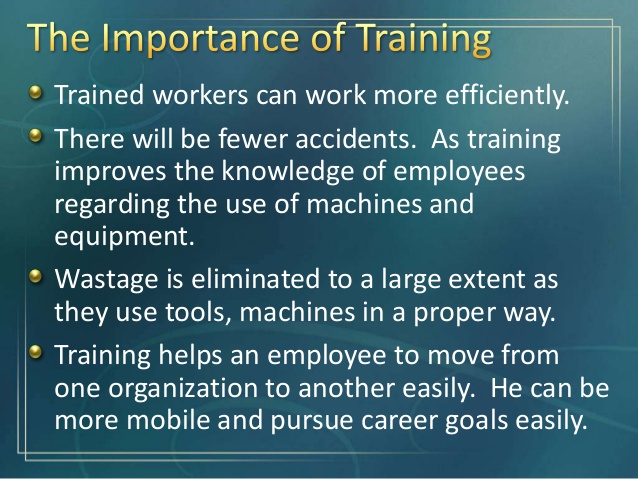 The Importance of Training
Trained workers can work more efficiently.
There will be fewer accidents.  As training
improves the knowledge of employees
regarding the use of machines and
equipment.
Wastage is eliminated to a large extent as
they use tools, machines in a proper way.
Training helps an employee to move from
one organization to another easily.  He can be
more mobile and pursue career goals easily.